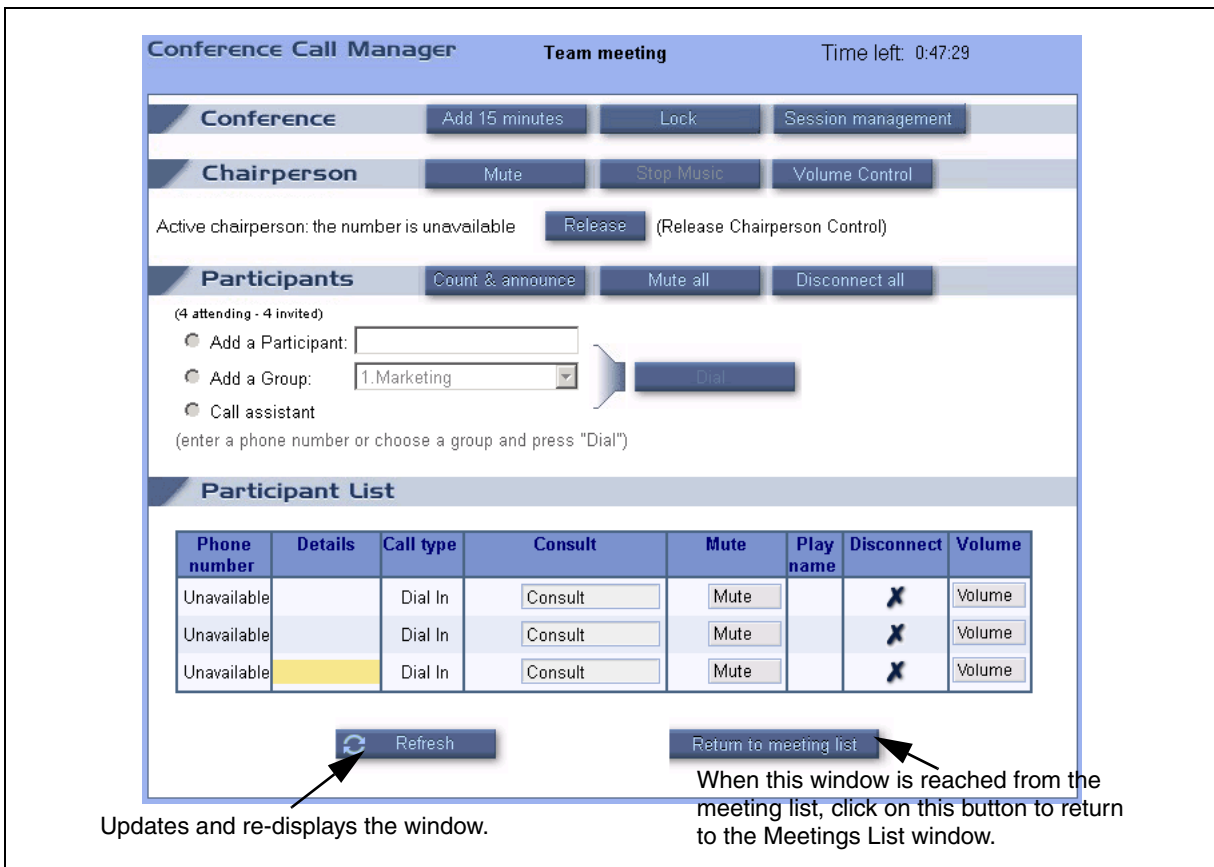 Conference Call Manager Team meeting Time left: 0:47:29
Conference Add 15 minutes Lock Session management
Chairperson Mute Stop Music Volume Control
Active chairperson: the number is unavailable Release (Release Chairperson Control)
Participants Count & announce Mute all Disconnect all
(4 attending - 4 invited)
Add a Participant:
Add a Group: 1.Marketing Dial
Call assistant
(enter a phone number or choose a group and press "Dial")
Participant List
Phone number Details Call type Consult Mute Play name Disconnect Volume
Unavailable Dial In Consult Mute X Volume
Unavailable Dial In Consult Mute X Volume
Unavailable Dial In Consult Mute X Volume
Refresh Return to meeting list
Updates and re-displays the window.
When this window is reached from the
meeting list, click on this button to return
to the Meetings List window.